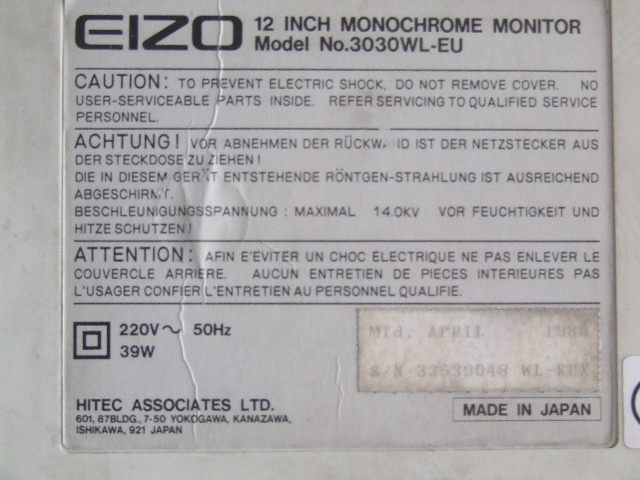 EIZO 12 INCH MONOCHROME MONITOR
Model No.3030WL-EU
CAUTION: TO PREVENT ELECTRIC SHOCK, DO NOT REMOVE COVER. NO
USER-SERVICEABLE PARTS INSIDE. REFER SERVICING TO QUALIFIED SERVICE
PERSONNEL.
ACHTUNG! VOR ABNEHMEN DER RÜCKWAND IST DER NETZSTECKER AUS
DER STECKDOSE ZU ZIEHEN!
DIE IN DIESEM GERÄT ENTSTEHENDE RÖNTGEN-STRAHLUNG IST AUSREICHEND
ABGESCHIRMT.
BESCHLEUNIGUNGSSPANNUNG: MAXIMAL 14.0KV VOR FEUCHTIGKEIT UND
HITZE SCHUTZEN!
ATTENTION: AFIN E'EVITER UN CHOC ELECTRIQUE NE PAS ENLEVER LE
COUVERCLE ARRIERE. AUCUN ENTRETIEN DE PIECES INTERIEURES PAS
L'USAGER CONFIER L'ENTRETIEN AU PERSONNEL QUALIFIE.
220V~ 50Hz
39W
Mfd. APRIL 1988
S/N 33539048 WL-EUX
HITEC ASSOCIATES LTD.
601, 87BLDG., 7-50 YOKOGAWA, KANAZAWA,
ISHIKAWA, 921 JAPAN
MADE IN JAPAN